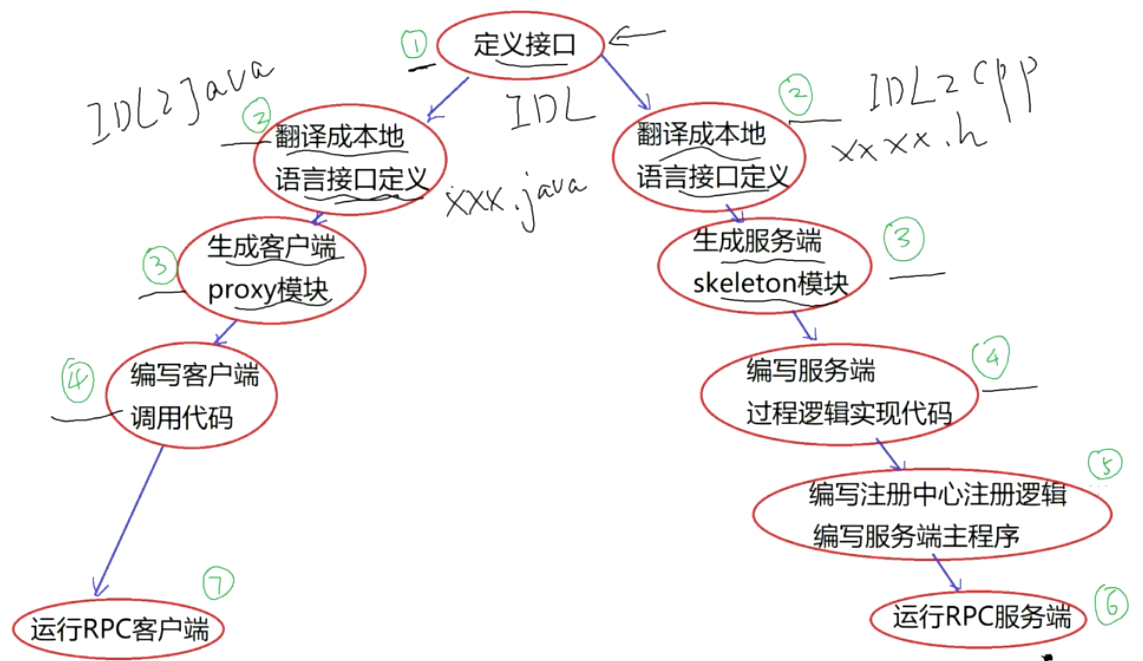 ① 定义接口
IDL2java
IDL
IDL2cpp
② 翻译成本地
语言接口定义
xxx.java
② 翻译成本地
语言接口定义
xxxx.h
③ 生成客户端
proxy模块
③ 生成服务端
skeleton模块
④ 编写客户端
调用代码
④ 编写服务端
过程逻辑实现代码
⑤ 编写注册中心注册逻辑
编写服务端主程序
⑦ 运行RPC客户端
⑥ 运行RPC服务端